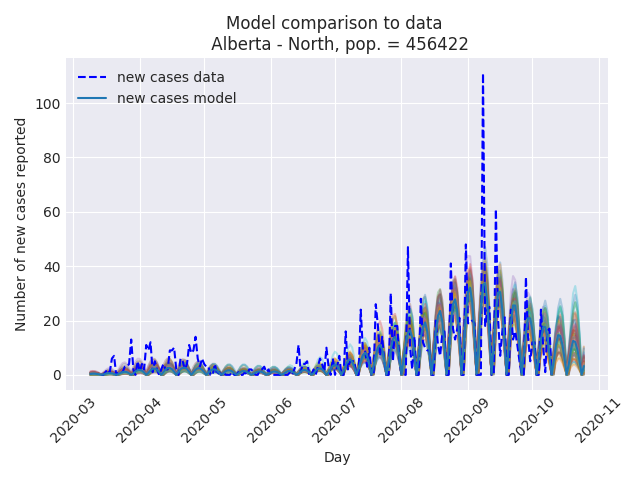 Model comparison to data
Alberta - North, pop. = 456422
new cases data
new cases model
Number of new cases reported
100
80
60
40
20
0
2020-03
2020-04
2020-05
2020-06
2020-07
2020-08
2020-09
2020-10
2020-11
Day